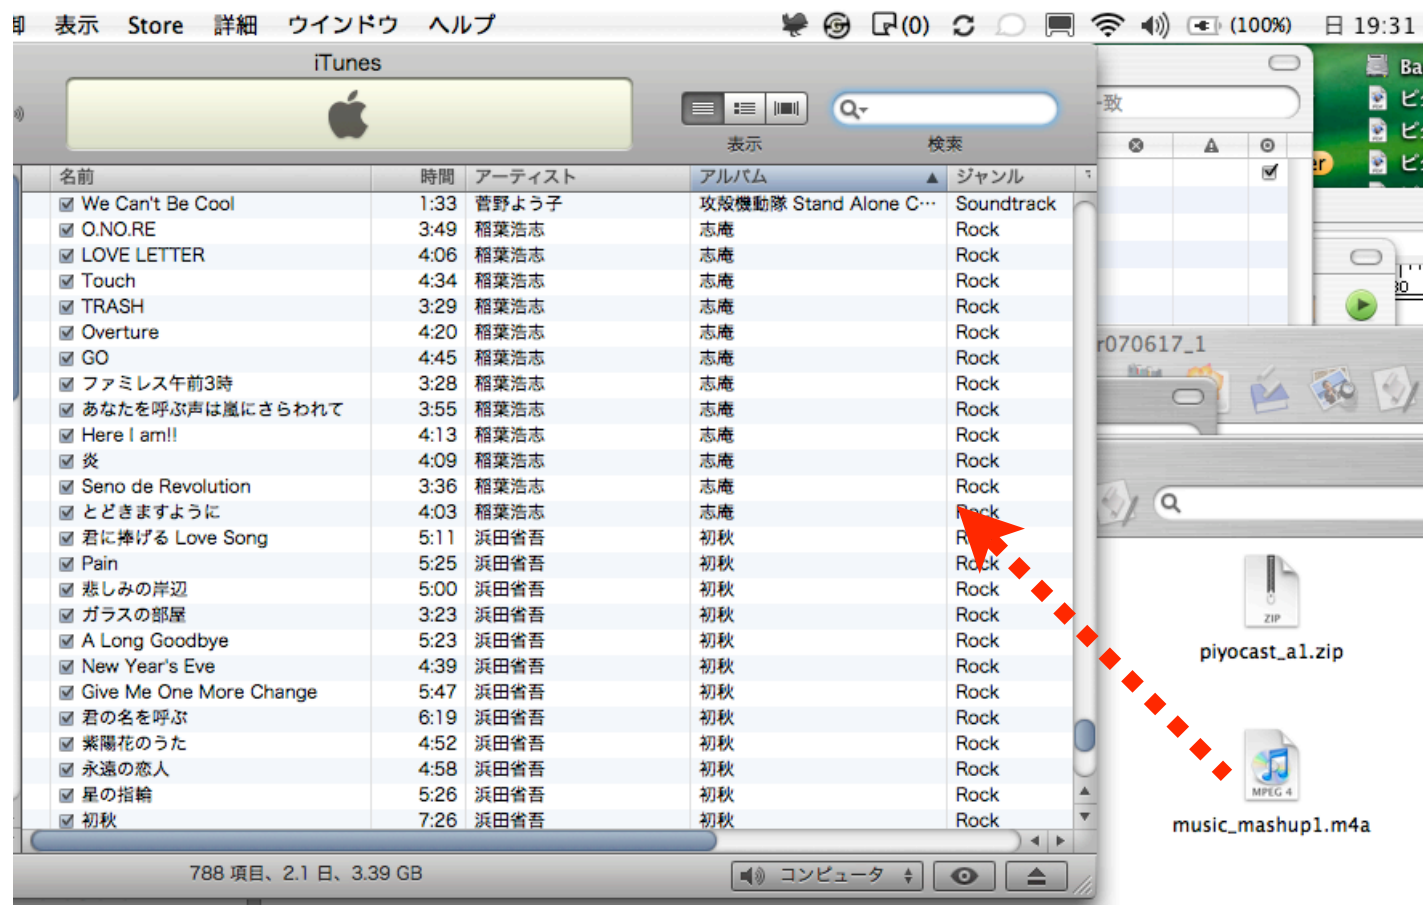 表示 Store 詳細 ウインドウ ヘルプ (0) (100%) 日 19:31
iTunes
表示 検索
名前 時間 アーティスト アルバム ジャンル
We Can't Be Cool 1:33 菅野よう子 攻殻機動隊 Stand Alone C… Soundtrack
O.NO.RE 3:49 稲葉浩志 志庵 Rock
LOVE LETTER 4:06 稲葉浩志 志庵 Rock
Touch 4:34 稲葉浩志 志庵 Rock
TRASH 3:29 稲葉浩志 志庵 Rock
Overture 4:20 稲葉浩志 志庵 Rock
GO 4:45 稲葉浩志 志庵 Rock
ファミレス午前3時 3:28 稲葉浩志 志庵 Rock
あなたを呼ぶ声は嵐にさらわれて 3:55 稲葉浩志 志庵 Rock
Here I am!! 4:13 稲葉浩志 志庵 Rock
炎 4:09 稲葉浩志 志庵 Rock
Seno de Revolution 3:36 稲葉浩志 志庵 Rock
とどきますように 4:03 稲葉浩志 志庵 Rock
君に捧げる Love Song 5:11 浜田省吾 初秋
Pain 5:25 浜田省吾 初秋 Rock
悲しみの岸辺 5:00 浜田省吾 初秋 Rock
ガラスの部屋 3:23 浜田省吾 初秋 Rock
A Long Goodbye 5:23 浜田省吾 初秋 Rock
New Year's Eve 4:39 浜田省吾 初秋 Rock
Give Me One More Change 5:47 浜田省吾 初秋 Rock
君の名を呼ぶ 6:19 浜田省吾 初秋 Rock
紫陽花のうた 4:52 浜田省吾 初秋 Rock
永遠の恋人 4:58 浜田省吾 初秋 Rock
星の指輪 5:26 浜田省吾 初秋 Rock
初秋 7:26 浜田省吾 初秋 Rock
788 項目、2.1 日、3.39 GB
コンピュータ
Ba
ピ
ピ
ピ
致
r070617_1
ZIP
piyocast_a1.zip
MPEG 4
music_mashup1.m4a